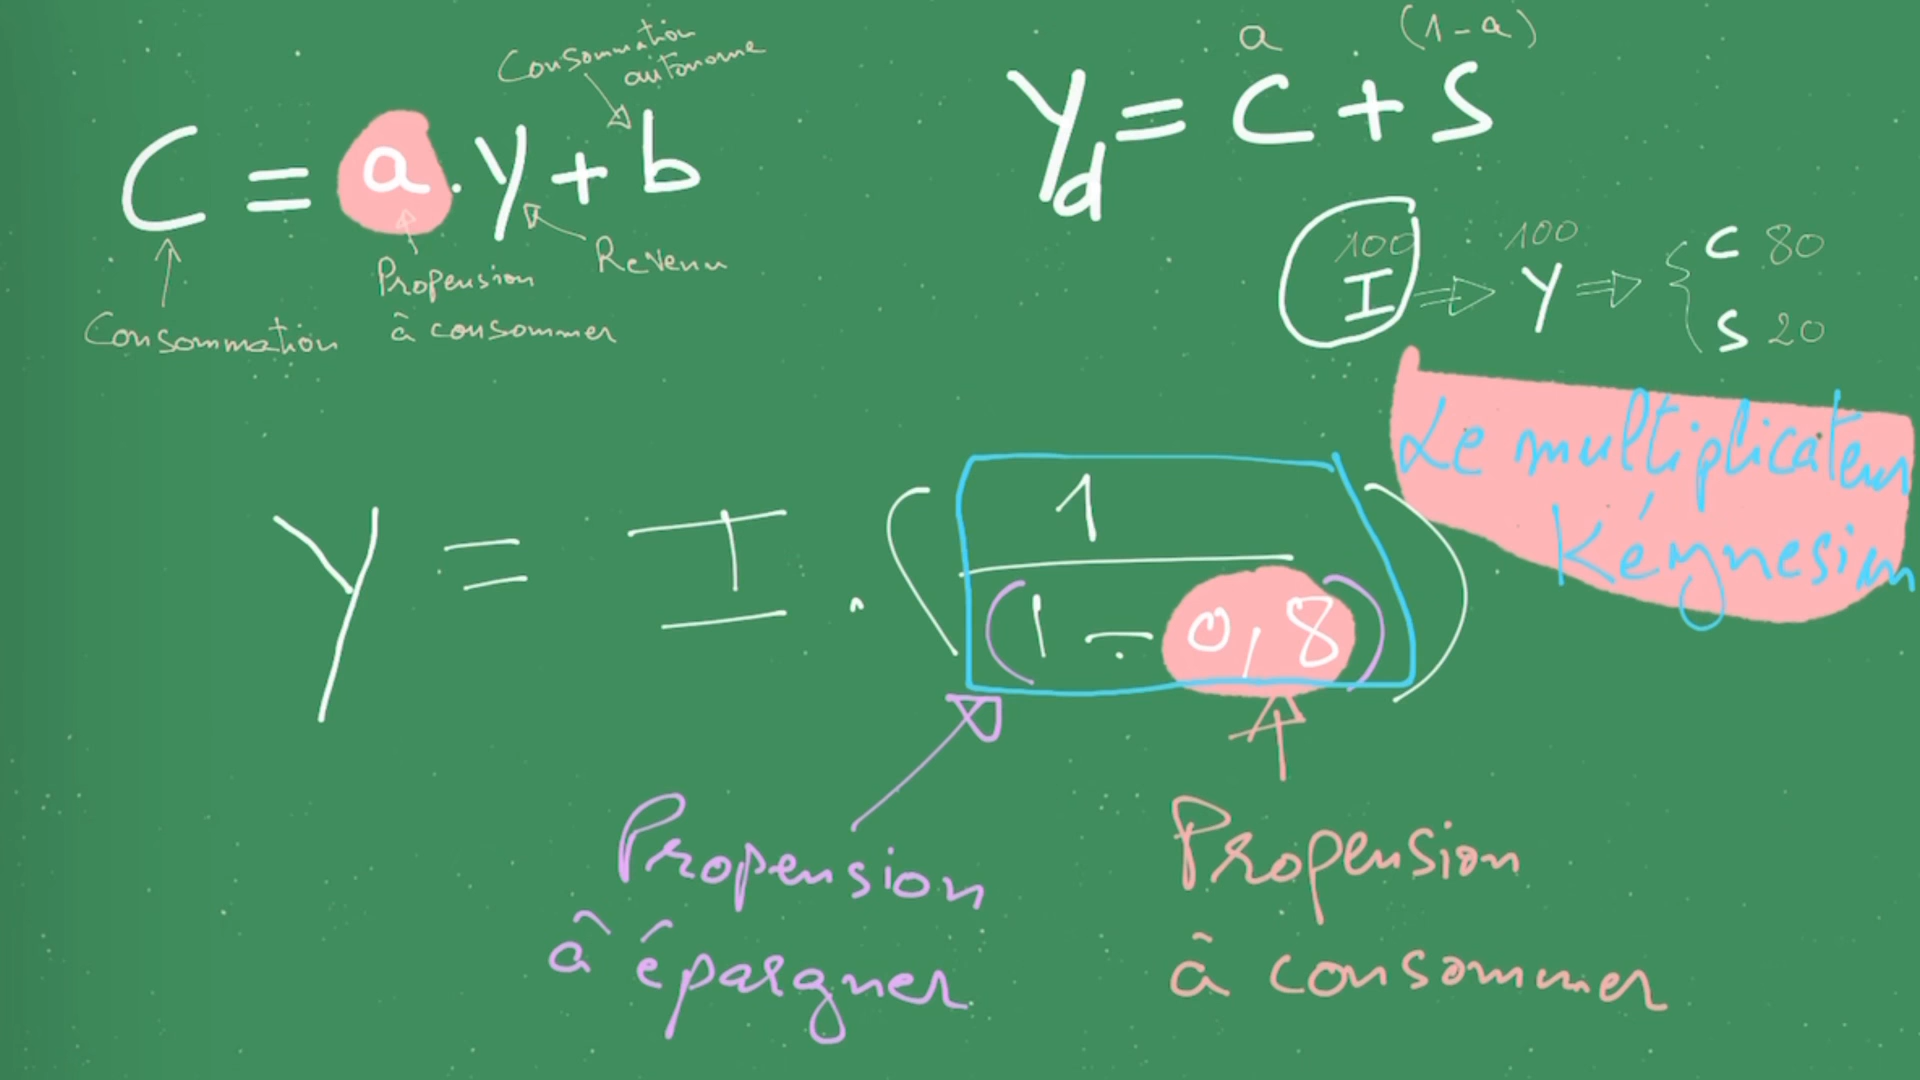 Consommation
autonome
C = a.y + b
Propension
à consommer
Revenu
Consommation
a (1-a)
Yd = C + S
100 100
I ⇒ Y ⇒ { C 80
S 20
Le multiplicateur
Kéynesien
Y = I . ( 1
(1 - 0,8) )
Propension
à épargner
Propension
à consommer